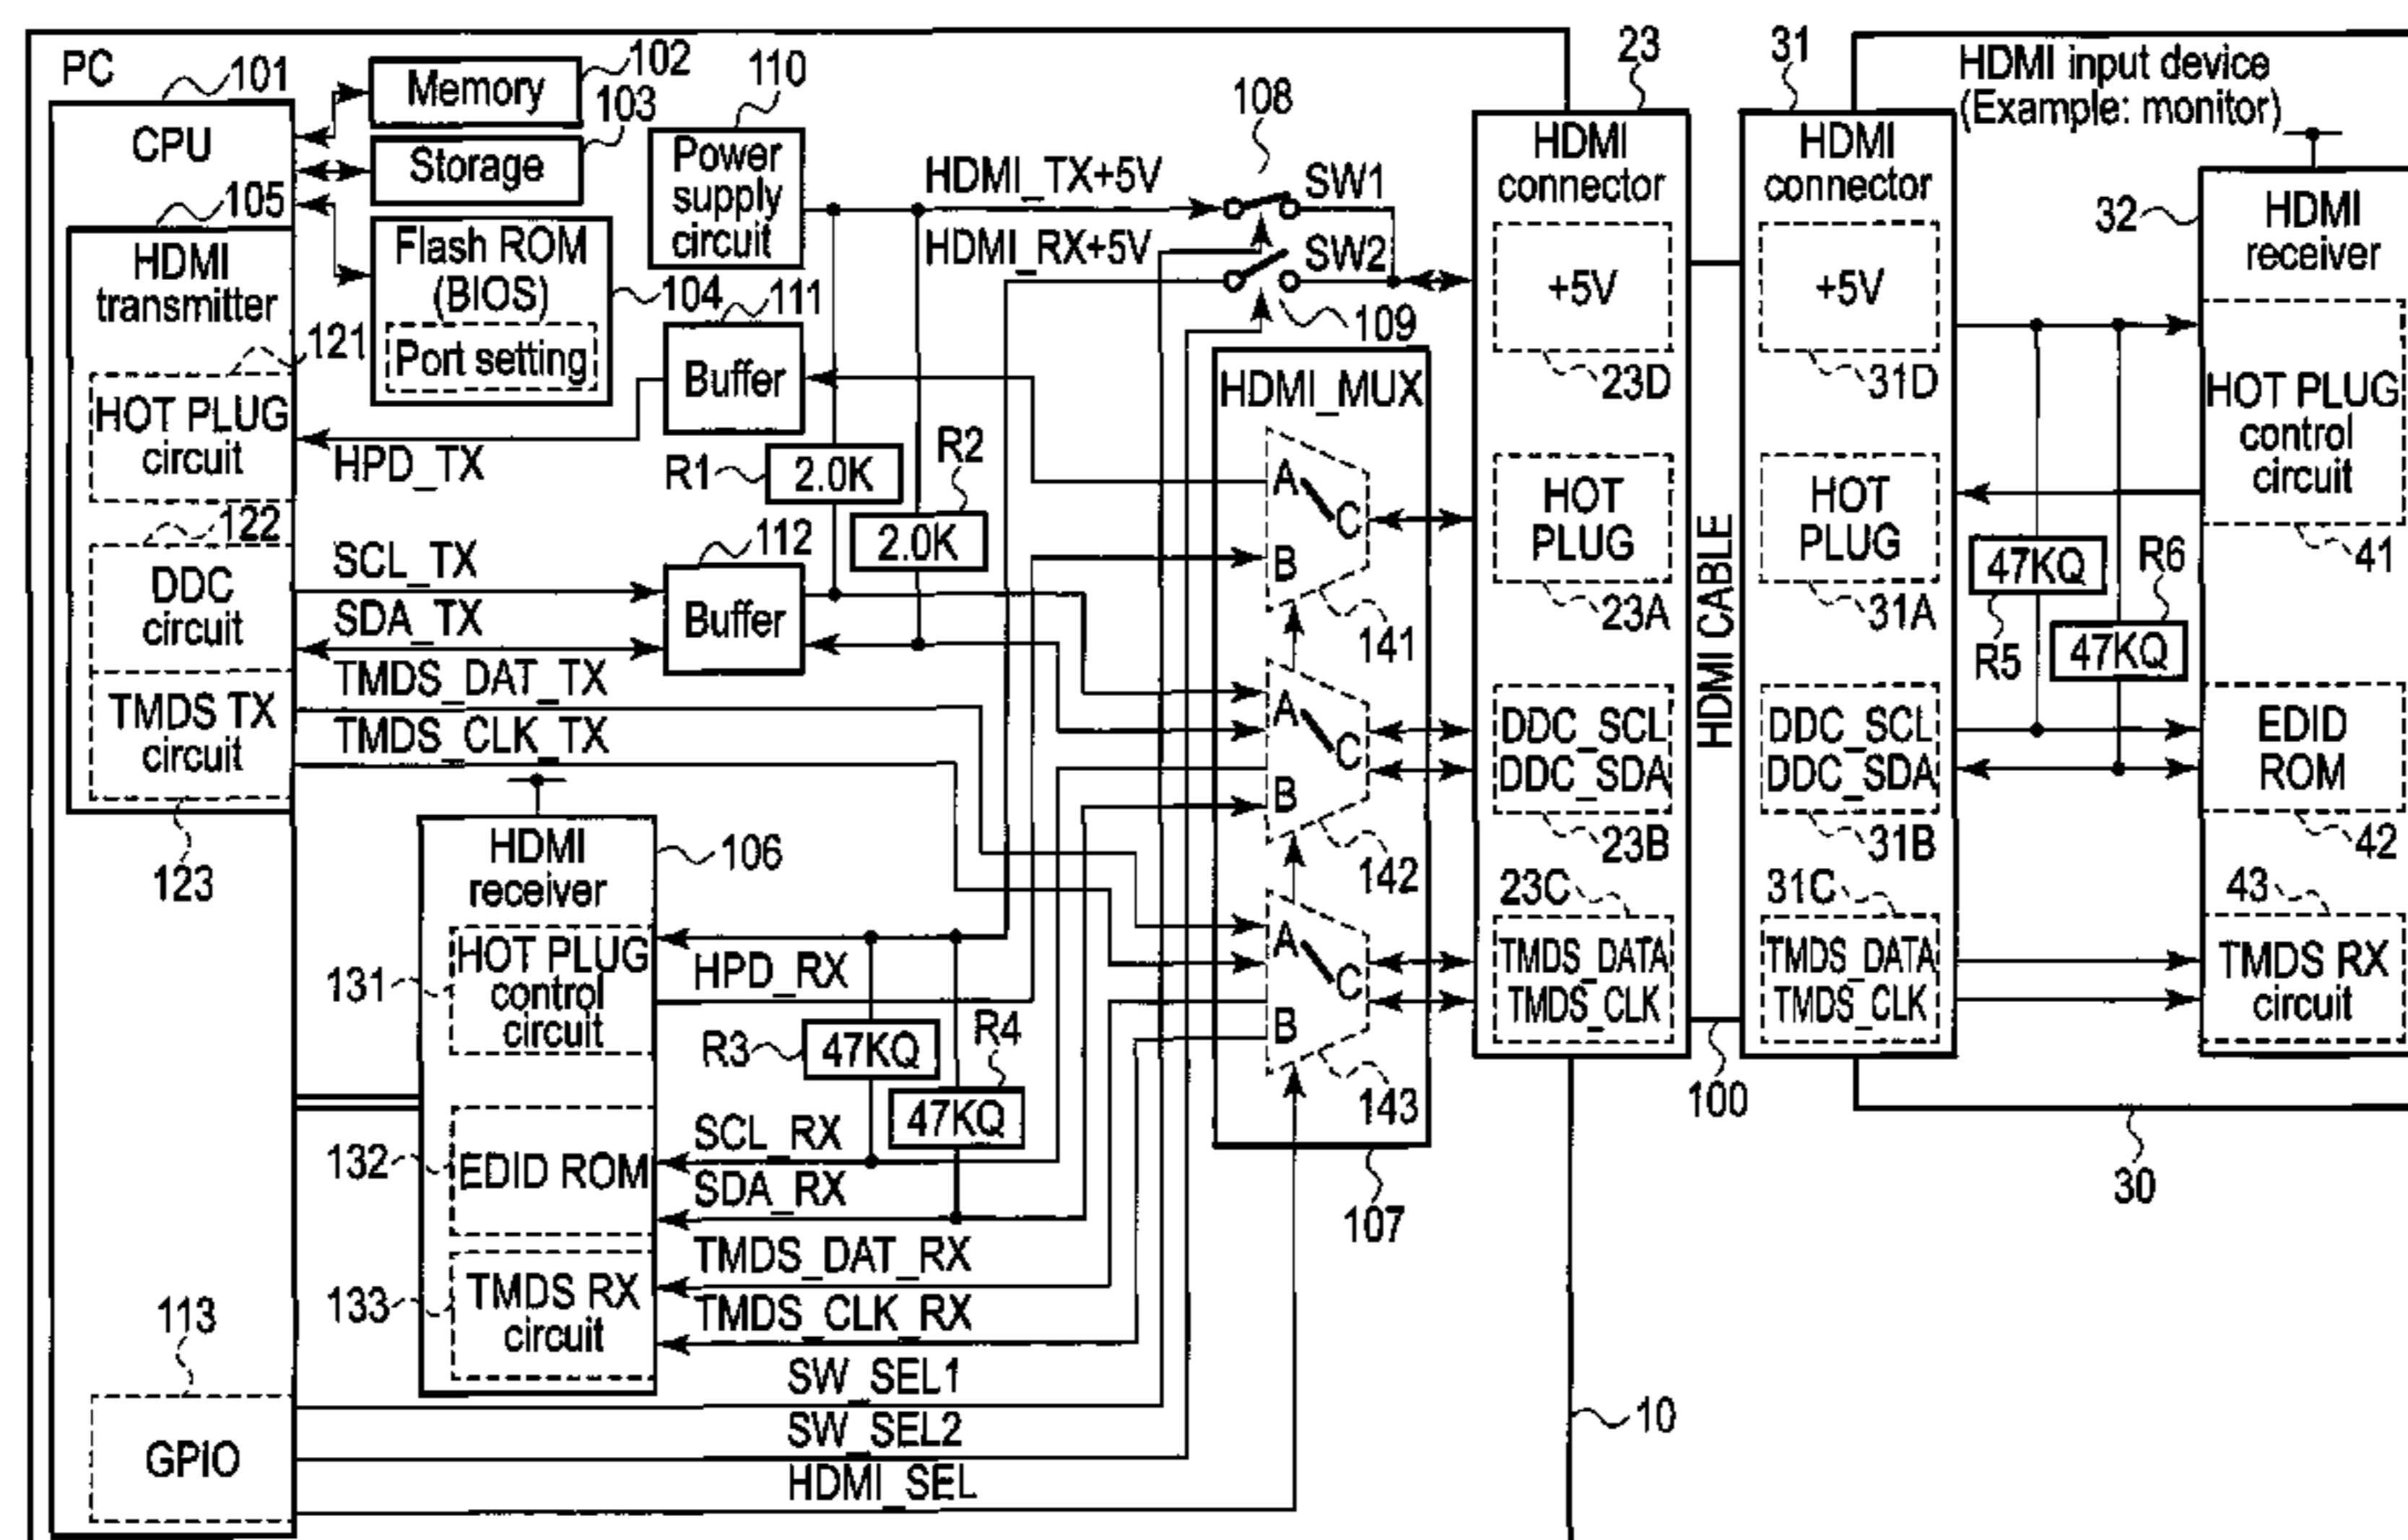 PC
101
CPU
Memory
102
103
Storage
105
HDMI
transmitter
Flash ROM
(BIOS)
Port setting
104
110
Power
supply
circuit
111
Buffer
121
HOT PLUG
circuit
HPD_TX
122
DDC
circuit
SCL_TX
SDA_TX
112
Buffer
TMDS TX
circuit
TMDS_DAT_TX
TMDS_CLK_TX
123
R1
2.0K
R2
2.0K
HDMI_TX+5V
HDMI_RX+5V
108
SW1
SW2
109
HDMI_MUX
A
C
B
141
A
C
B
142
A
C
B
143
107
HDMI
receiver
106
131
HOT PLUG
control
circuit
HPD_RX
R3
47KQ
R4
47KQ
132
EDID ROM
SCL_RX
SDA_RX
133
TMDS RX
circuit
TMDS_DAT_RX
TMDS_CLK_RX
113
GPIO
SW_SEL1
SW_SEL2
HDMI_SEL
10
23
HDMI
connector
+5V
23D
HOT
PLUG
23A
DDC_SCL
DDC_SDA
23B
23C
TMDS_DATA
TMDS_CLK
HDMI CABLE
100
31
HDMI
connector
+5V
31D
HOT
PLUG
31A
DDC_SCL
DDC_SDA
31B
31C
TMDS_DATA
TMDS_CLK
HDMI input device
(Example: monitor)
32
HDMI
receiver
HOT PLUG
control
circuit
41
47KQ
R5
R6
47KQ
EDID
ROM
42
43
TMDS RX
circuit
30